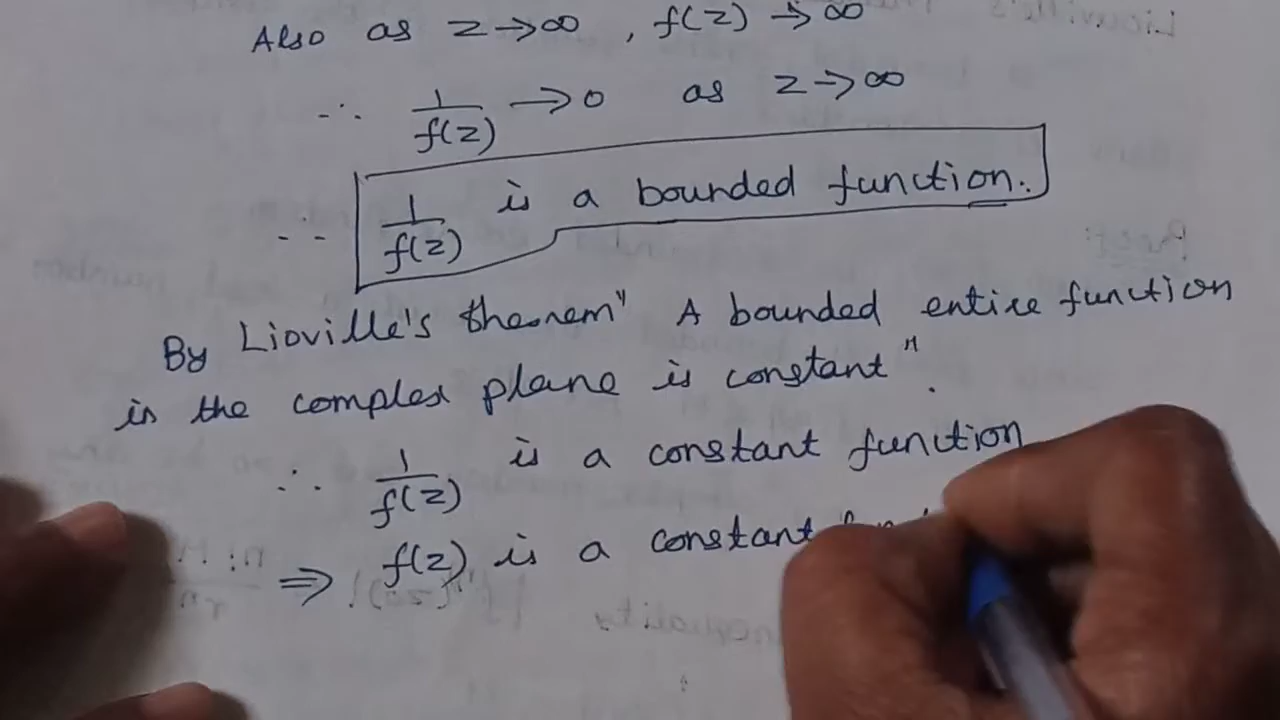 Also as z→∞ , f(z) → ∞
∴ 1/f(z) → 0 as z→∞
∴ 1/f(z) is a bounded function.
By Lioville's theorem" A bounded entire function
in the complex plane is constant".
∴ 1/f(z) is a constant function
⇒ f(z) is a constant